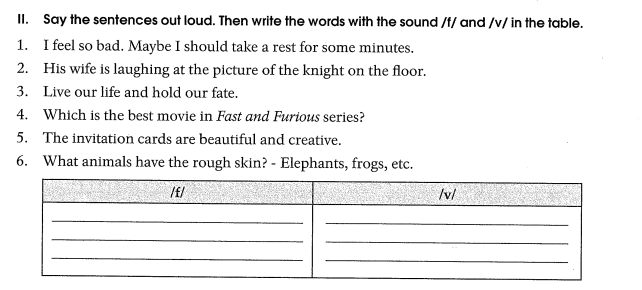 II. Say the sentences out loud. Then write the words with the sound /f/ and /v/ in the table.
1. I feel so bad. Maybe I should take a rest for some minutes.
2. His wife is laughing at the picture of the knight on the floor.
3. Live our life and hold our fate.
4. Which is the best movie in Fast and Furious series?
5. The invitation cards are beautiful and creative.
6. What animals have the rough skin? - Elephants, frogs, etc.
/f/ /v/